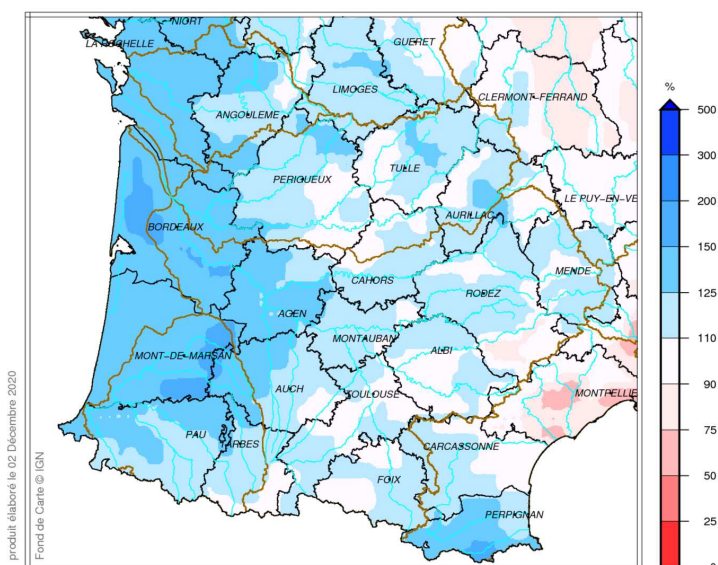 NIORT
LA ROCHELLE
GUERET
CLERMONT-FERRAND
LIMOGES
ANGOULEME
PERIGUEUX
TULLE
AURILLAC
LE PUY-EN-VE
BORDEAUX
CAHORS
MENDE
RODEZ
AGEN
MONTAUBAN
ALBI
MONT-DE-MARSAN
AUCH
TOULOUSE
MONTPELLIE
PAU
TARBES
CARCASSONNE
FOIX
PERPIGNAN
%
500
300
200
150
125
110
90
75
50
25
0
produit élaboré le 02 Décembre 2020
Fond de Carte © IGN